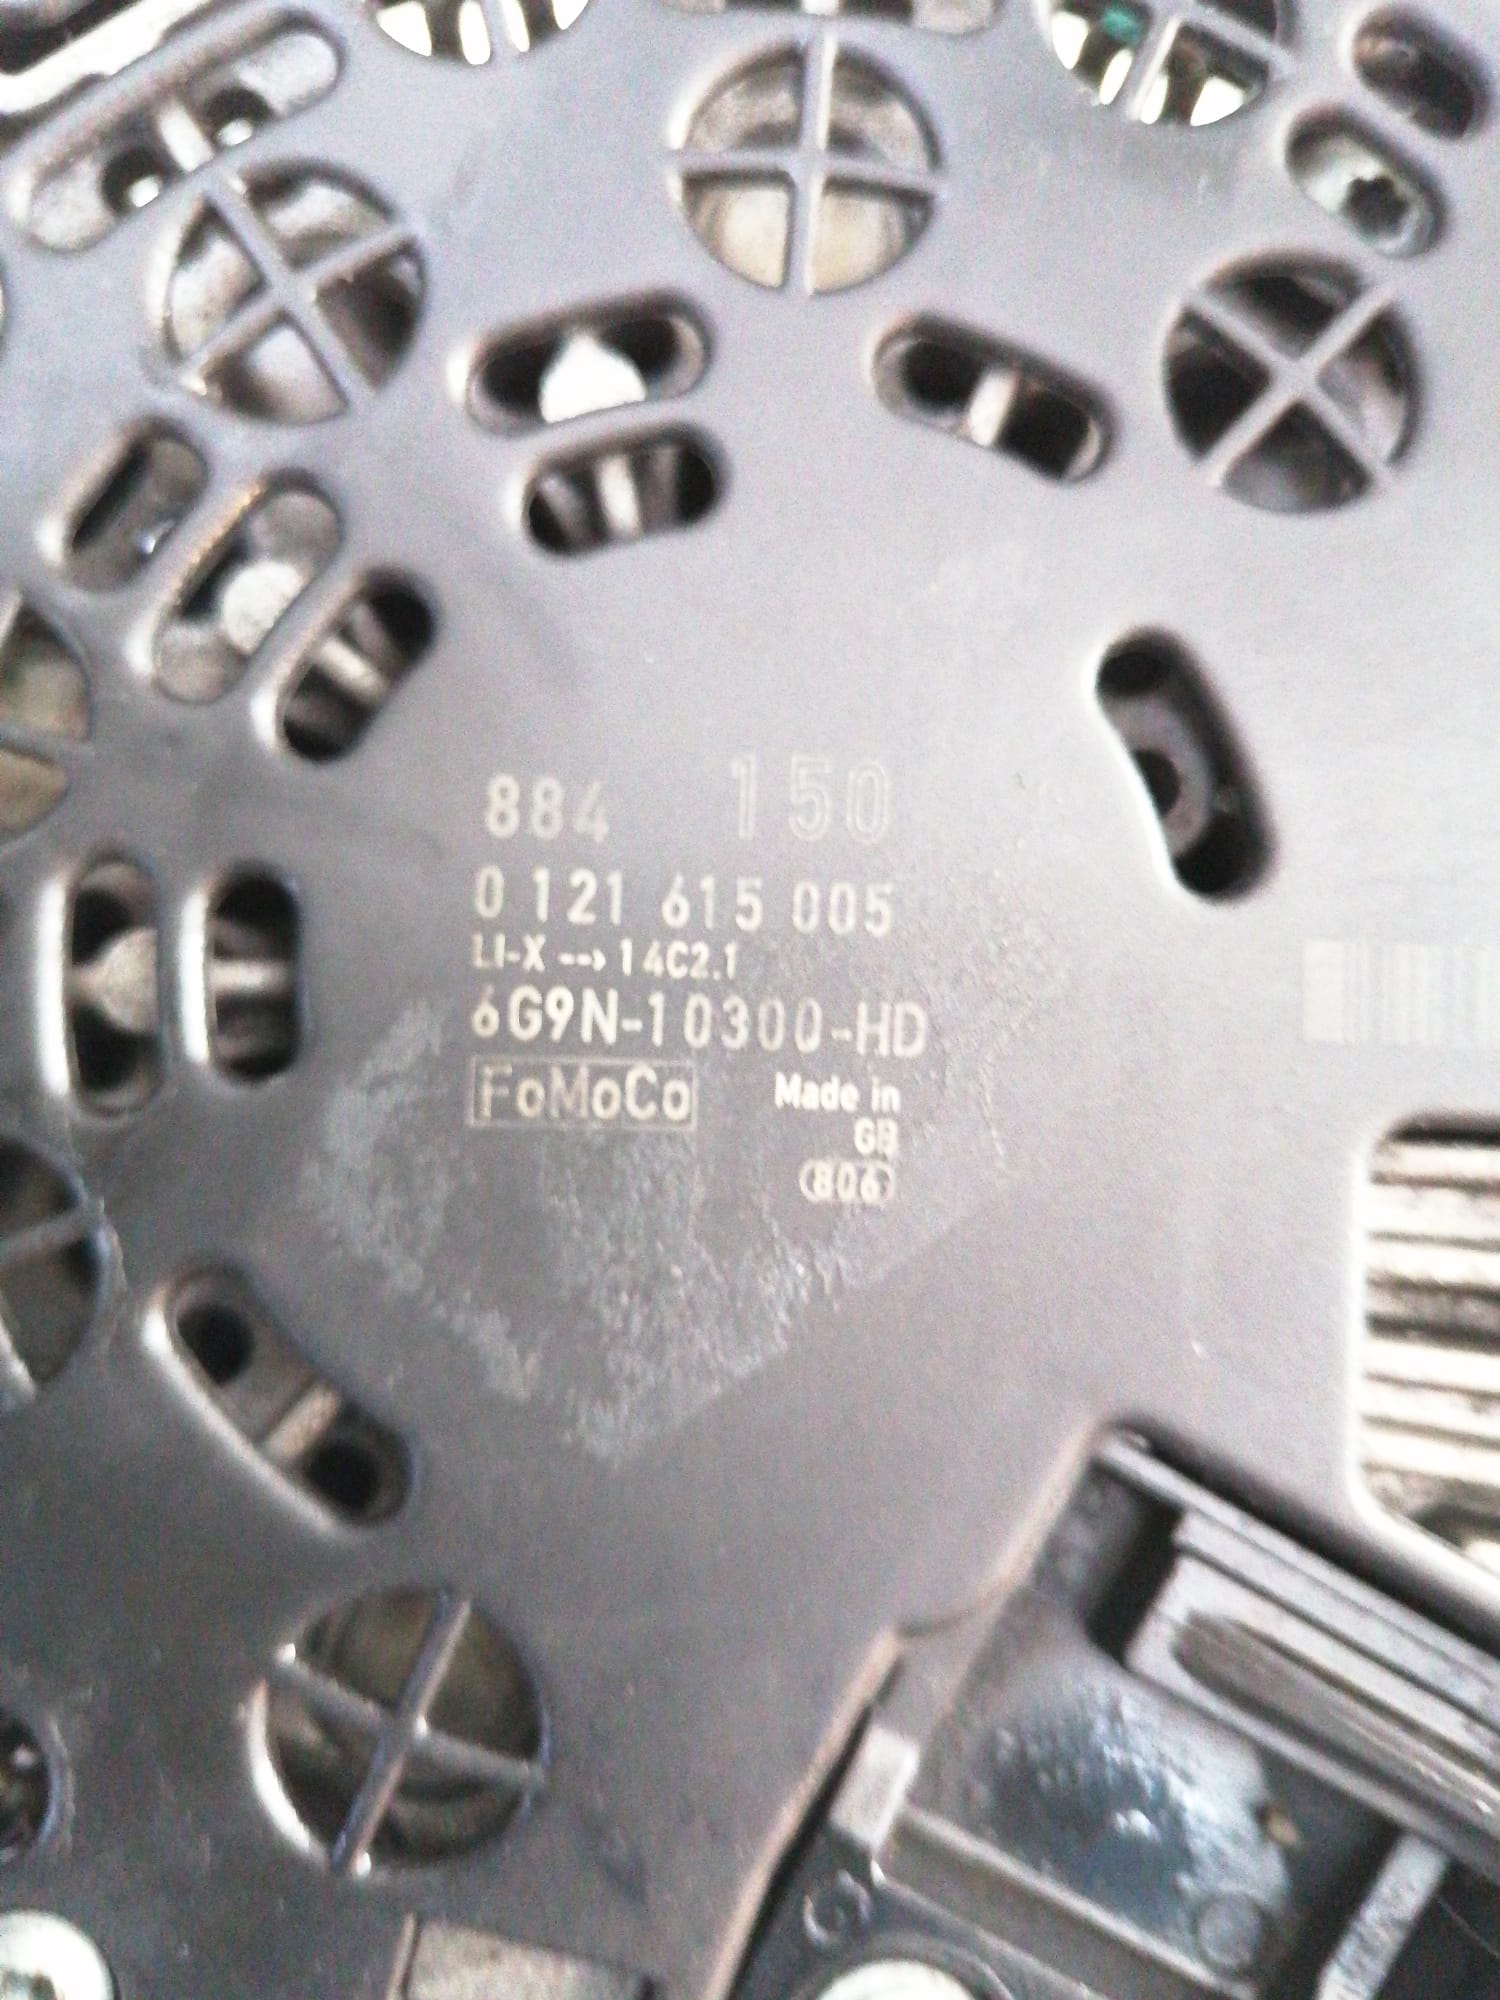 884 150
0 121 615 005
LI-X --> 14C2.1
6G9N-10300-HD
FoMoCo
Made in
GB
806